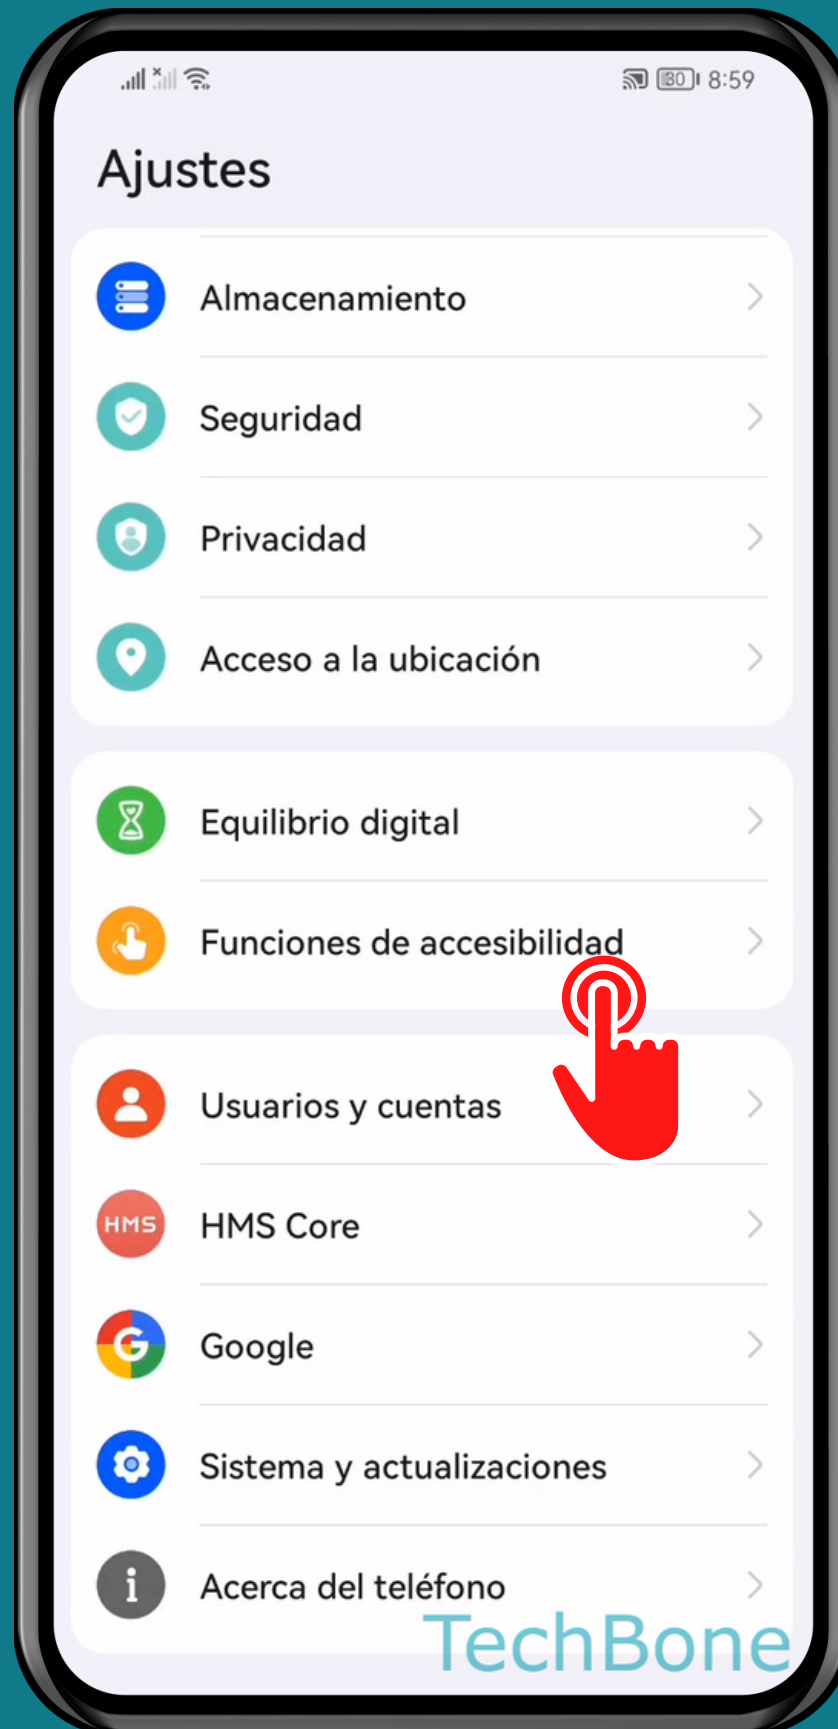 80 8:59
Ajustes
Almacenamiento
Seguridad
Privacidad
Acceso a la ubicación
Equilibrio digital
Funciones de accesibilidad
Usuarios y cuentas
HMS HMS Core
G Google
Sistema y actualizaciones
i Acerca del teléfono
TechBone